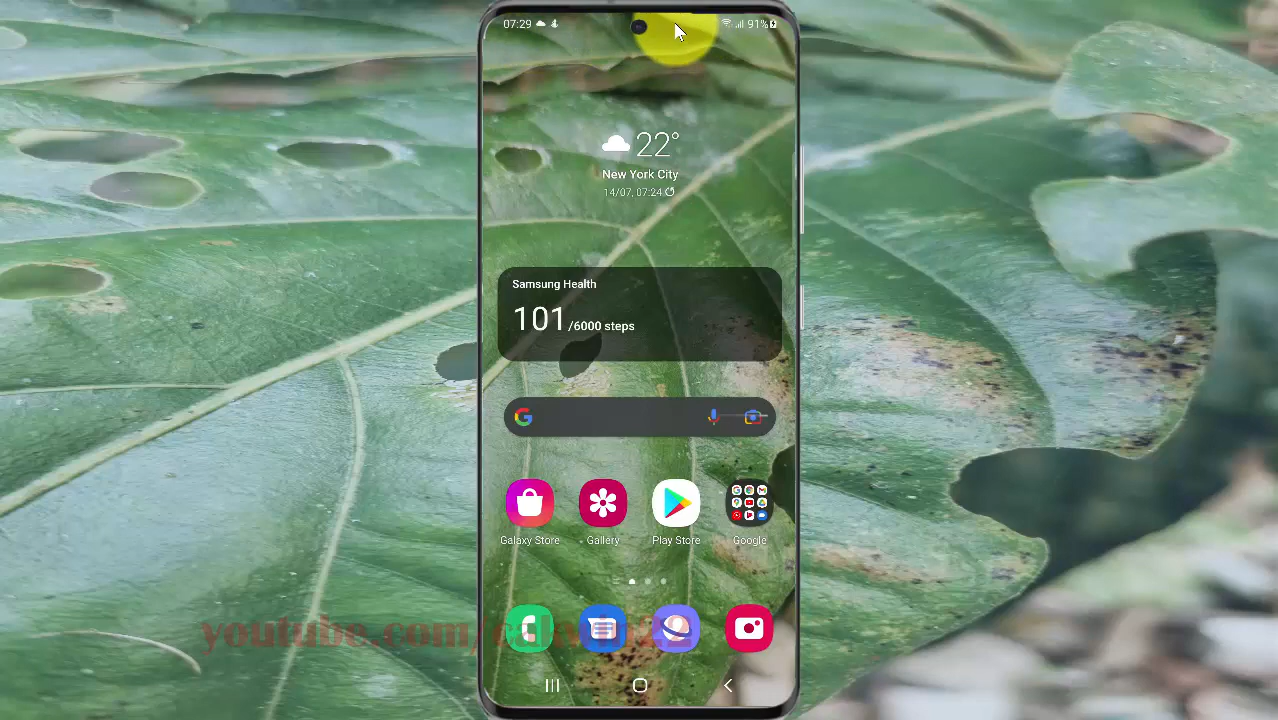 07:29
91%
22°
New York City
14/07, 07:24
Samsung Health
101/6000 steps
Galaxy Store
Gallery
Play Store
Google